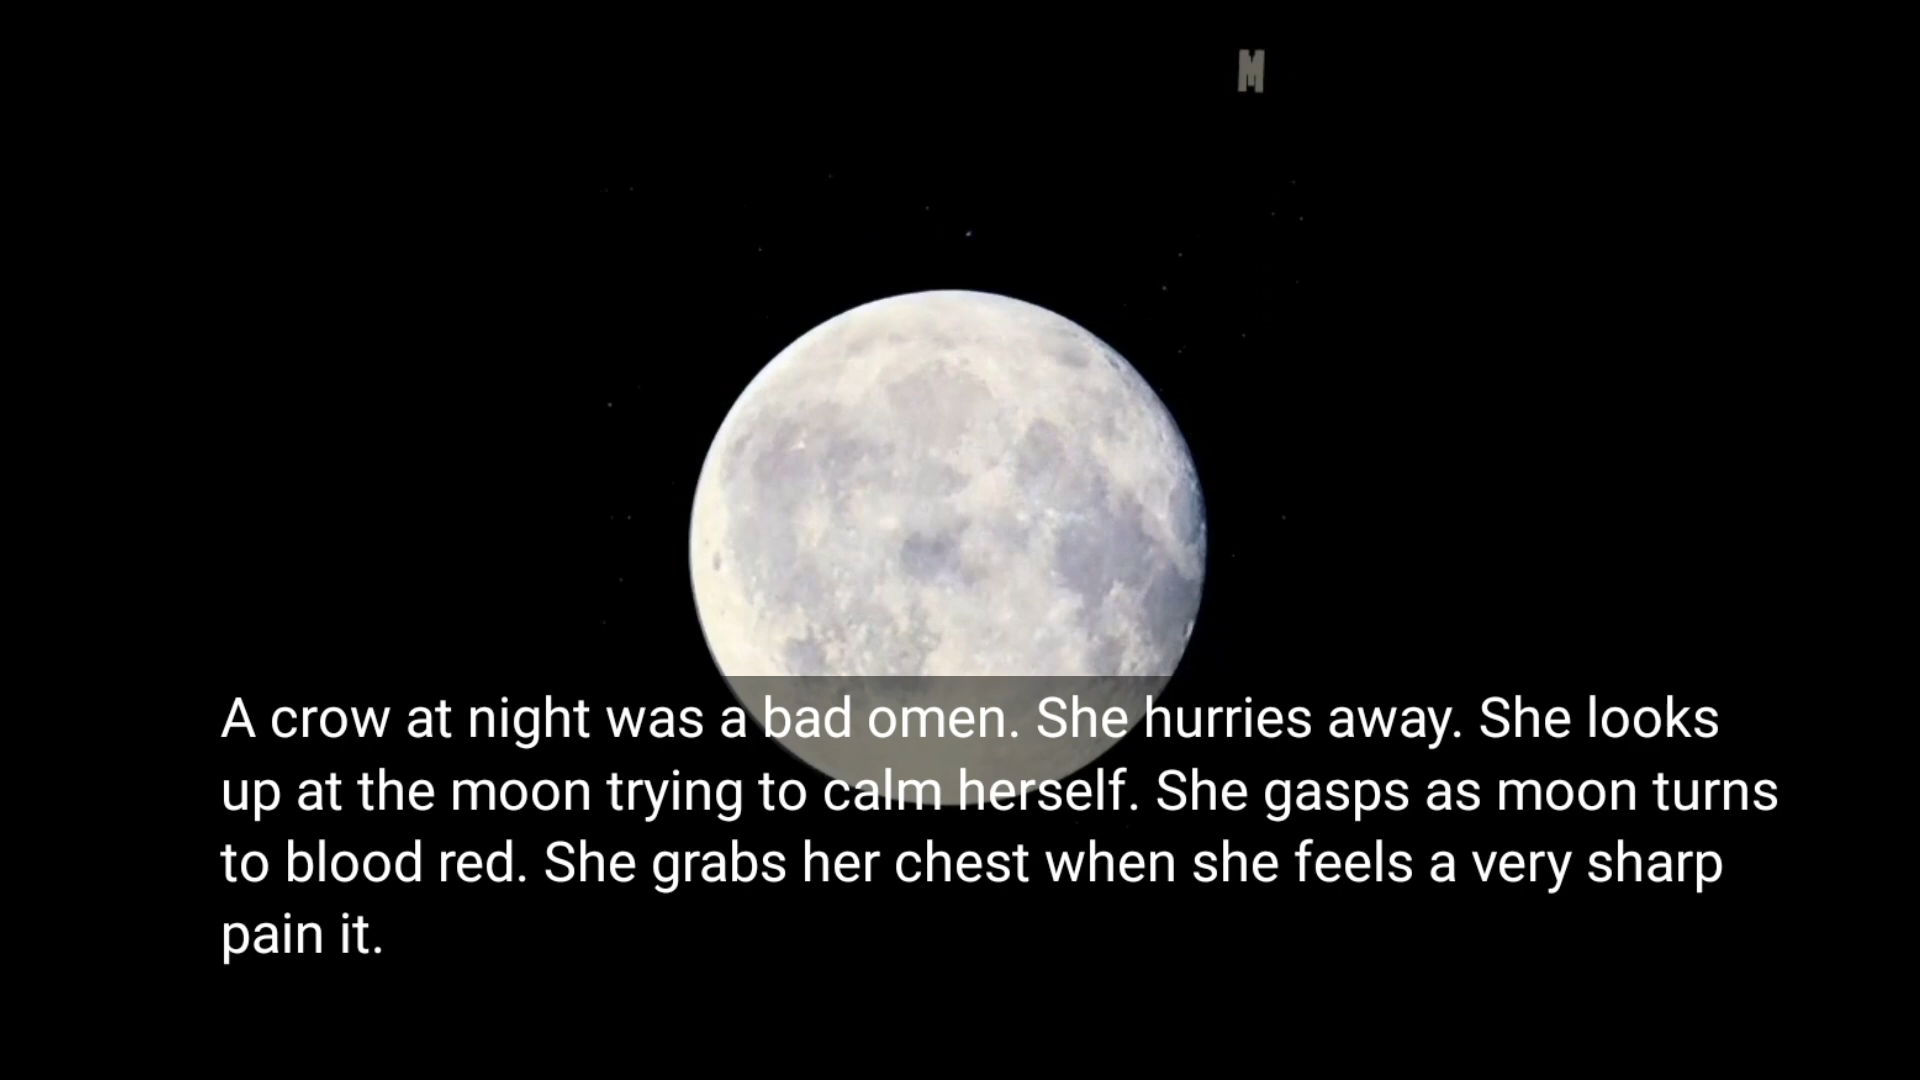 M
A crow at night was a bad omen. She hurries away. She looks
up at the moon trying to calm herself. She gasps as moon turns
to blood red. She grabs her chest when she feels a very sharp
pain it.